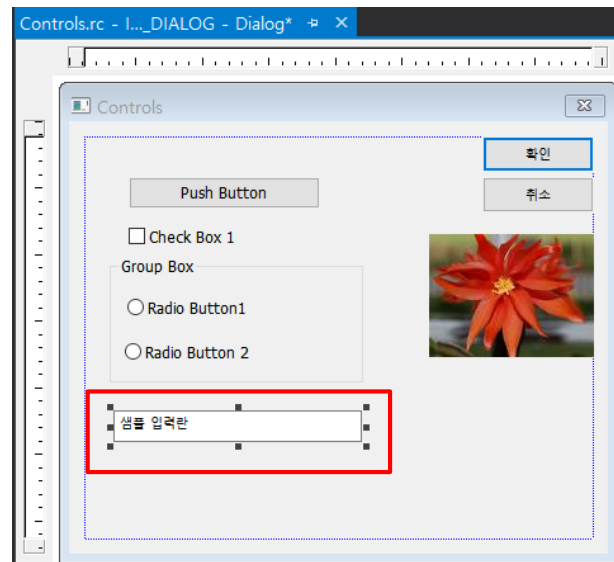 Controls.rc - I..._DIALOG - Dialog*
Controls
확인
Push Button
취소
Check Box 1
Group Box
Radio Button1
Radio Button 2
샘플 입력란